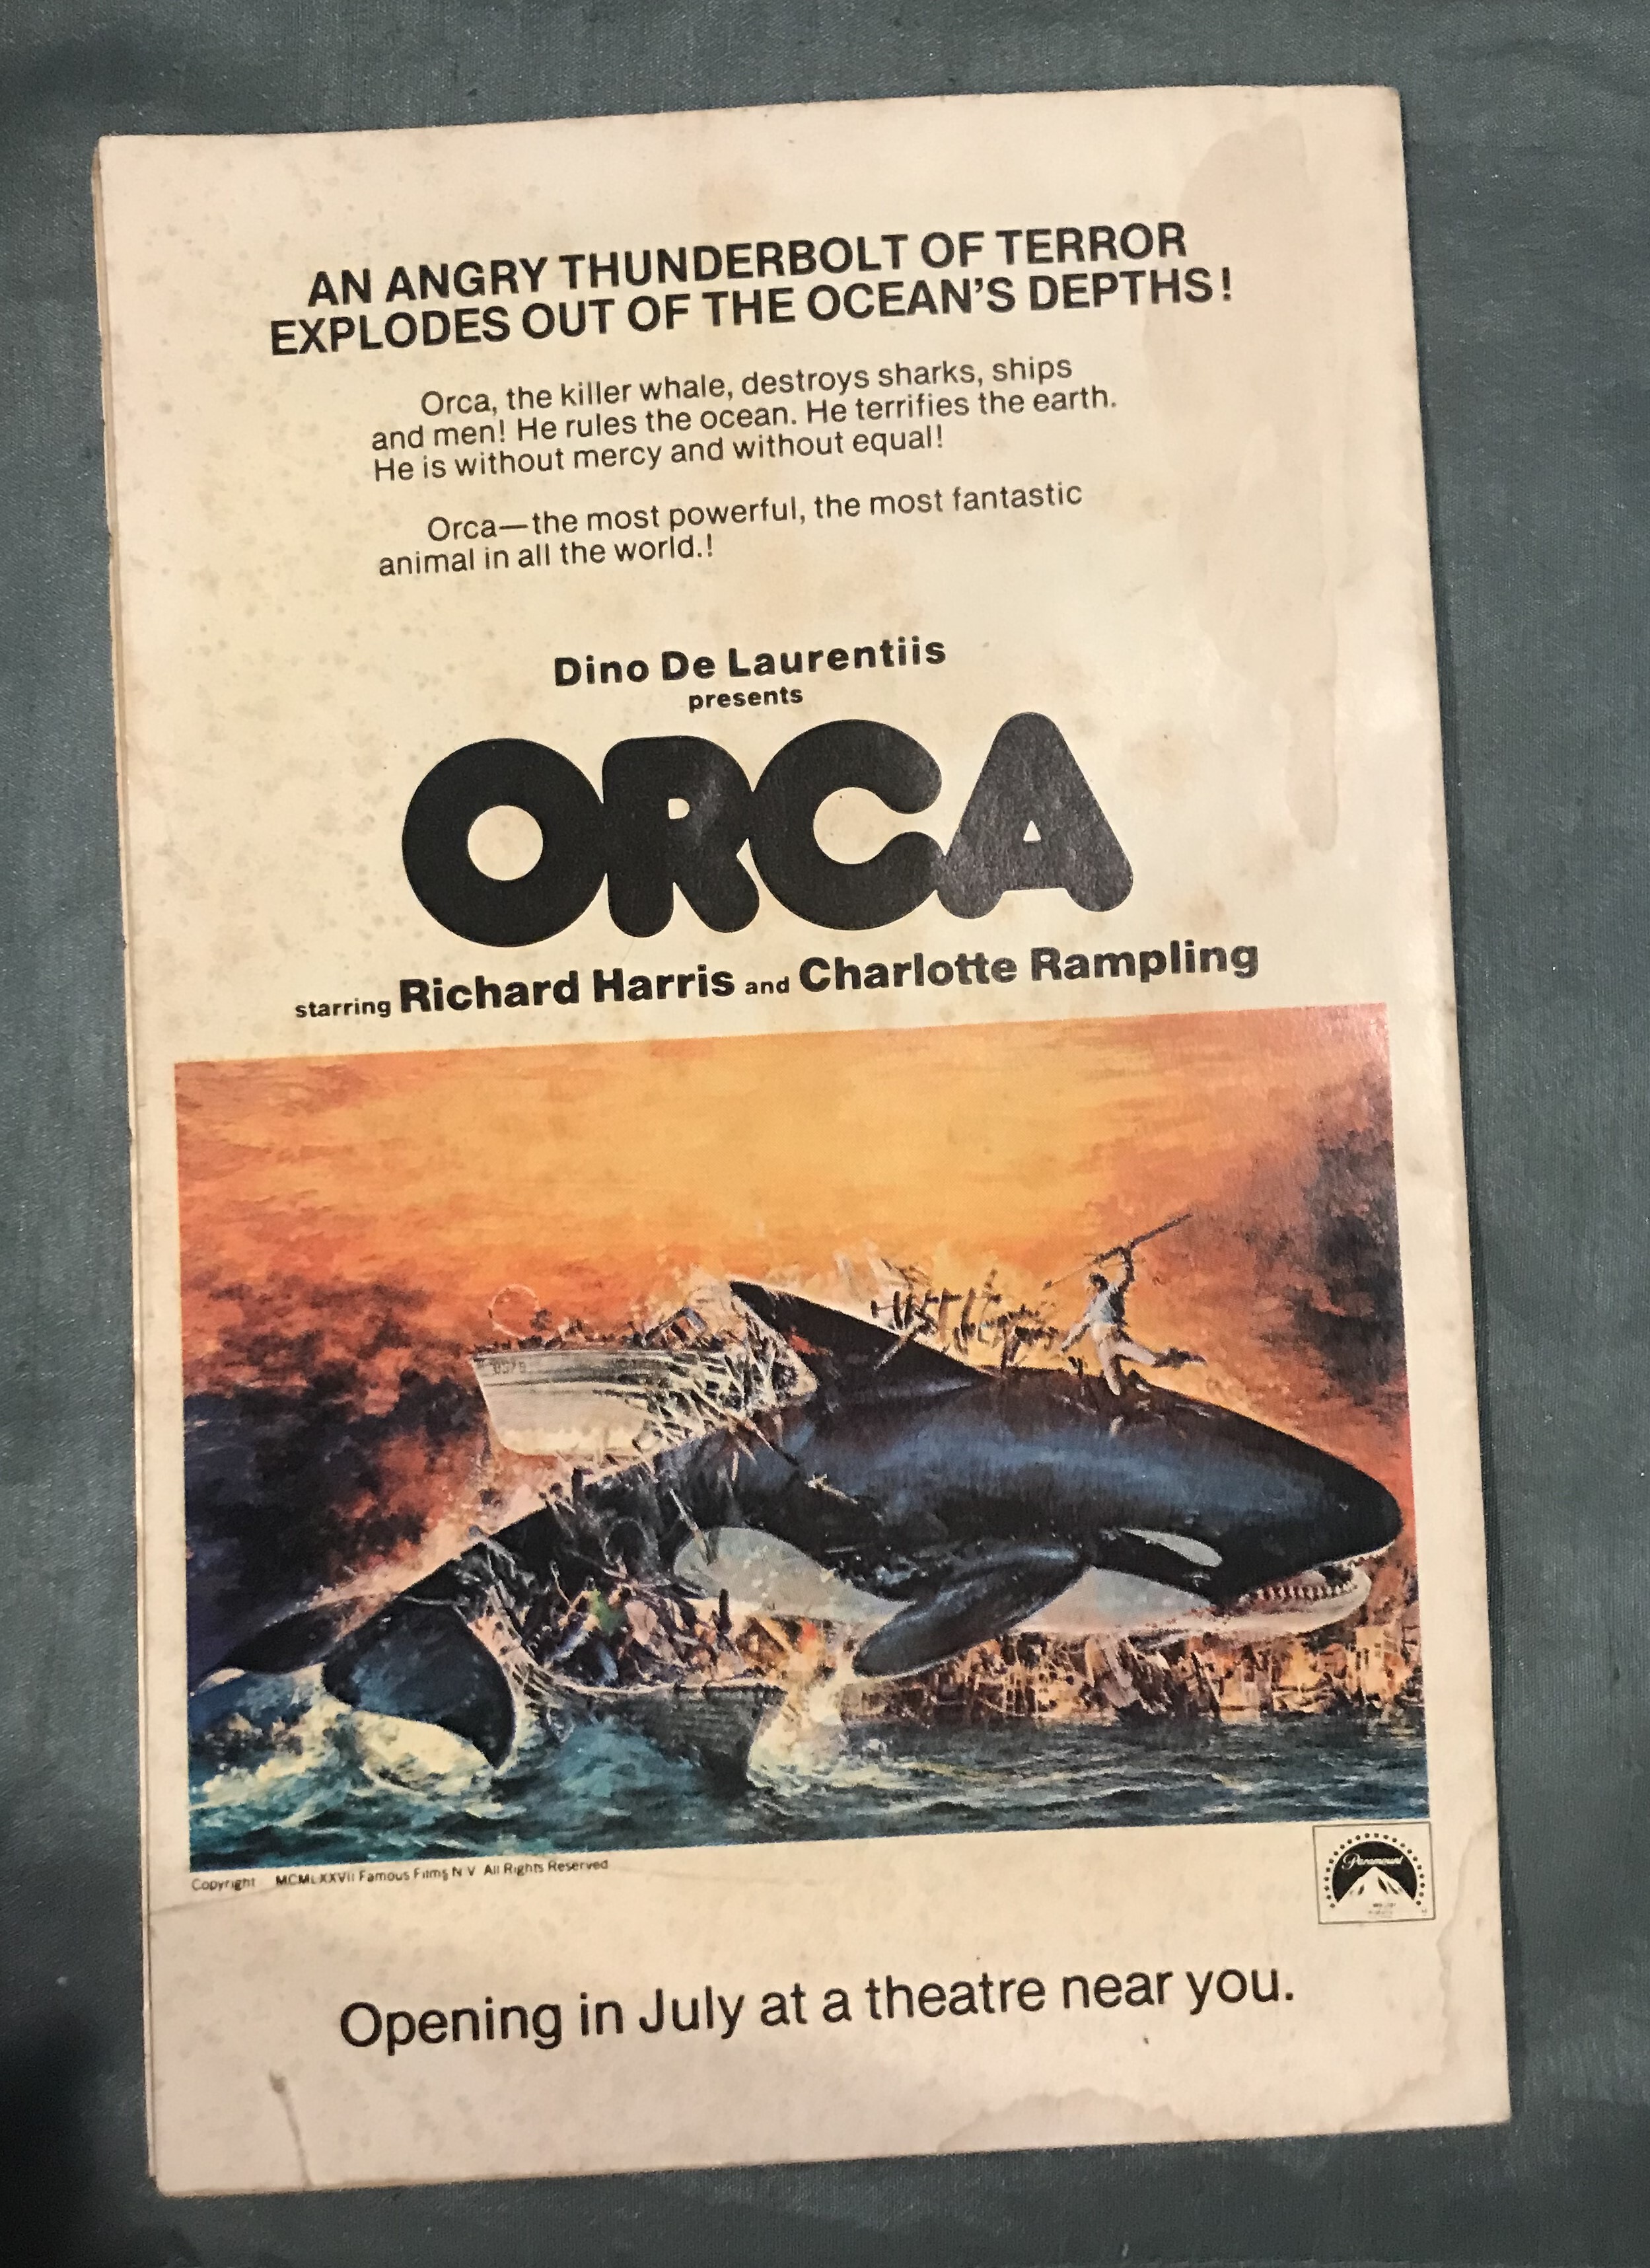 AN ANGRY THUNDERBOLT OF TERROR
EXPLODES OUT OF THE OCEAN'S DEPTHS!
Orca, the killer whale, destroys sharks, ships
and men! He rules the ocean. He terrifies the earth.
He is without mercy and without equal!
Orca—the most powerful, the most fantastic
animal in all the world.!
Dino De Laurentiis
presents
ORCA
starring Richard Harris and Charlotte Rampling
Copyright MCMLXXVII Famous Films N V All Rights Reserved
Paramount
Opening in July at a theatre near you.